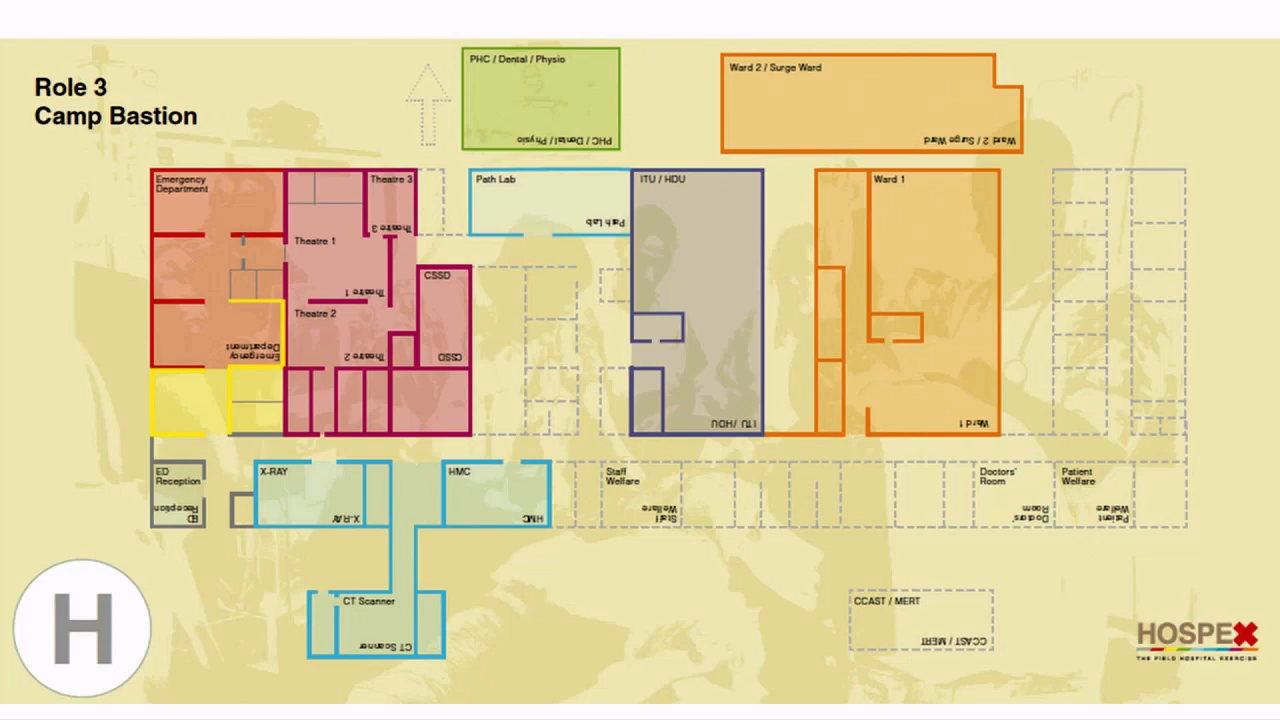 Role 3
Camp Bastion
PHC / Dental / Physio
PHC / Dental / Physio
Ward 2 / Surge Ward
Ward 2 / Surge Ward
Emergency
Department
Emergency
Department
Theatre 3
Theatre 3
Theatre 1
Theatre 1
Theatre 2
Theatre 2
CSSD
CSSD
Path Lab
Path Lab
ITU / HDU
ITU / HDU
Ward 1
Ward 1
ED
Reception
ED
Reception
X-RAY
X-RAY
HMC
HMC
Staff
Welfare
Staff
Welfare
Doctors'
Room
Doctors'
Room
Patient
Welfare
Patient
Welfare
CT Scanner
CT Scanner
CCAST / MERT
CCAST / MERT
H
HOSPEX
THE FIELD HOSPITAL EXERCISE